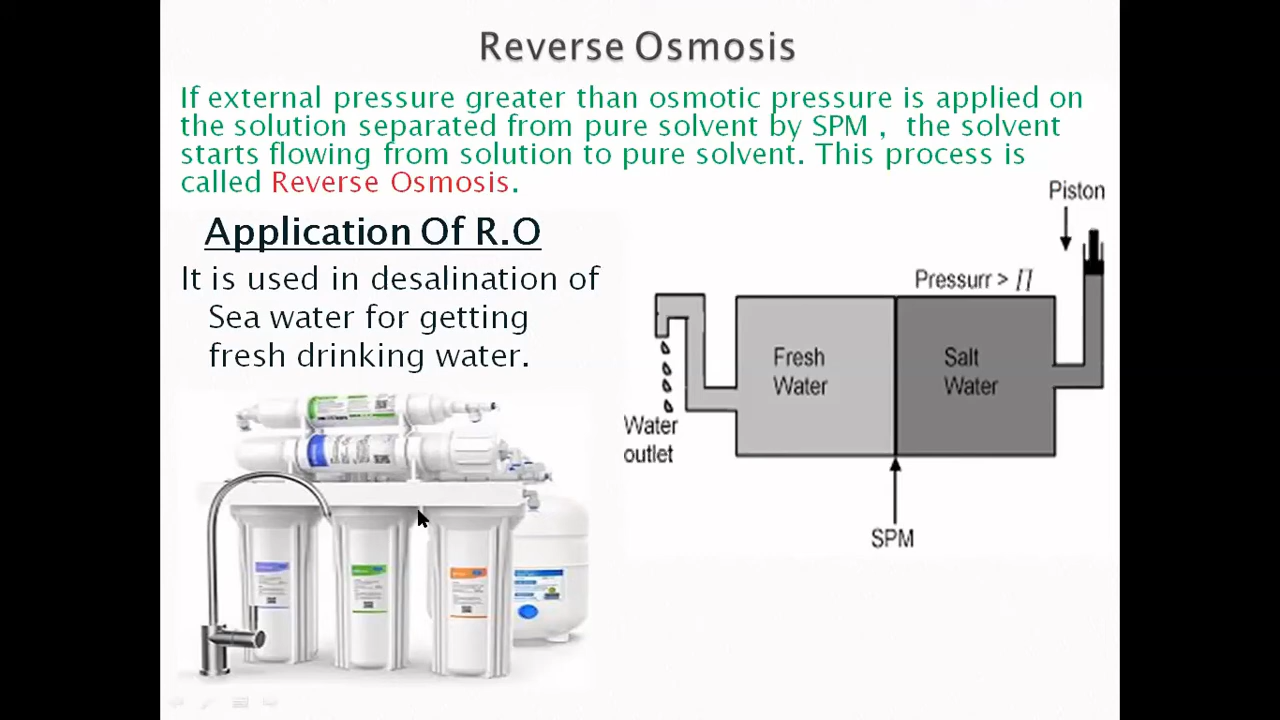 Reverse Osmosis
If external pressure greater than osmotic pressure is applied on
the solution separated from pure solvent by SPM , the solvent
starts flowing from solution to pure solvent. This process is
called Reverse Osmosis.
Application Of R.O
It is used in desalination of
Sea water for getting
fresh drinking water.
Piston
Pressurr > ∏
Fresh
Water
Salt
Water
Water
outlet
SPM